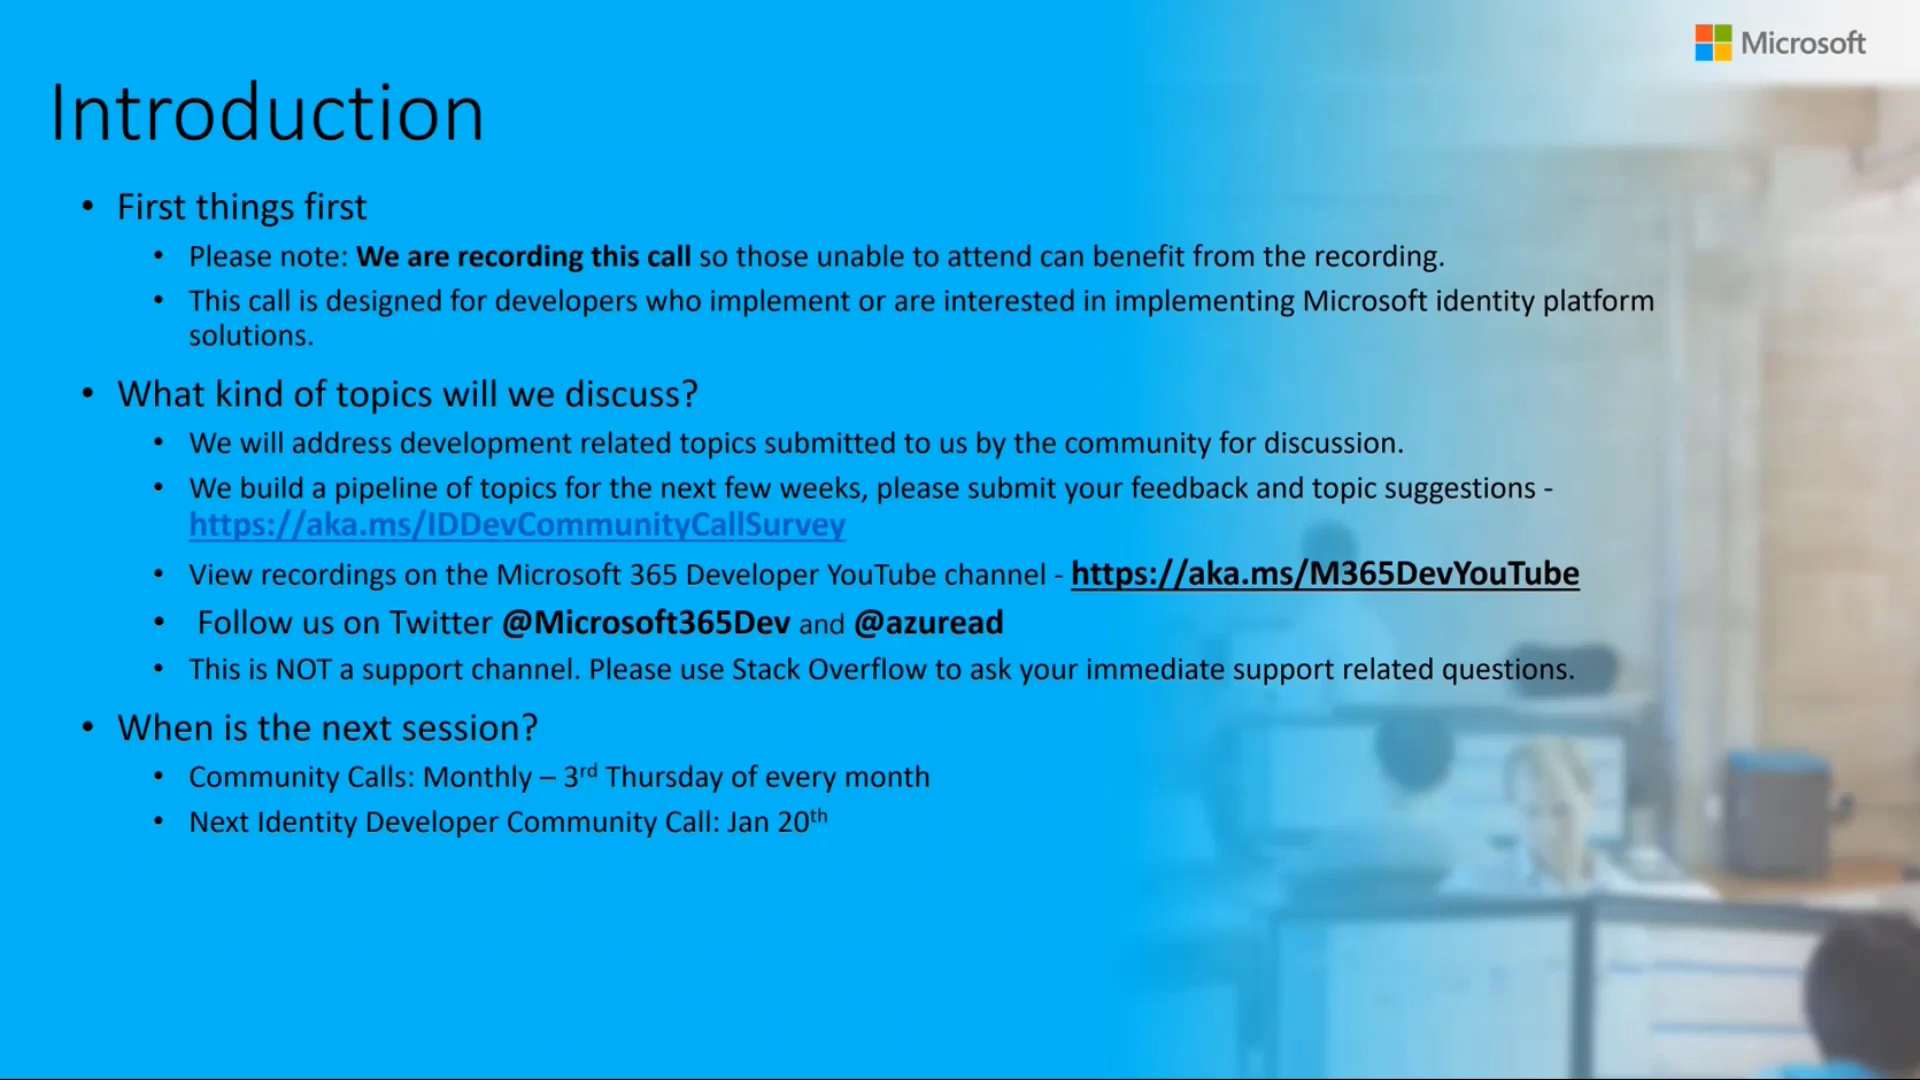 Microsoft
Introduction
• First things first
• Please note: We are recording this call so those unable to attend can benefit from the recording.
• This call is designed for developers who implement or are interested in implementing Microsoft identity platform
solutions.
• What kind of topics will we discuss?
• We will address development related topics submitted to us by the community for discussion.
• We build a pipeline of topics for the next few weeks, please submit your feedback and topic suggestions -
https://aka.ms/IDDevCommunityCallSurvey
• View recordings on the Microsoft 365 Developer YouTube channel - https://aka.ms/M365DevYouTube
• Follow us on Twitter @Microsoft365Dev and @azuread
• This is NOT a support channel. Please use Stack Overflow to ask your immediate support related questions.
• When is the next session?
• Community Calls: Monthly – 3rd Thursday of every month
• Next Identity Developer Community Call: Jan 20th